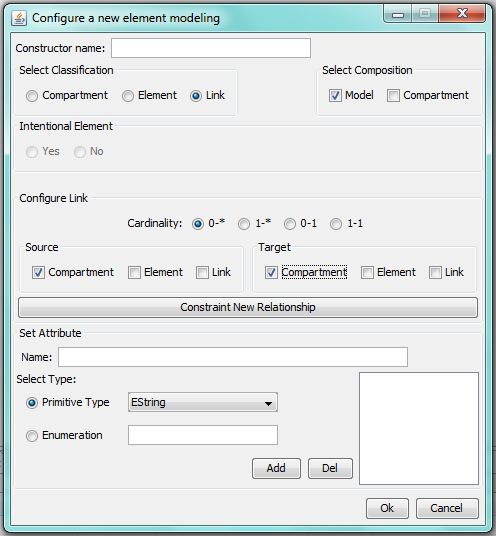 Configure a new element modeling
Constructor name:
Select Classification
Select Composition
Compartment Element Link
Model Compartment
Intentional Element
Yes No
Configure Link
Cardinality: 0-* 1-* 0-1 1-1
Source
Target
Compartment Element Link
Compartment Element Link
Constraint New Relationship
Set Attribute
Name:
Select Type:
Primitive Type EString
Enumeration
Add Del
Ok Cancel